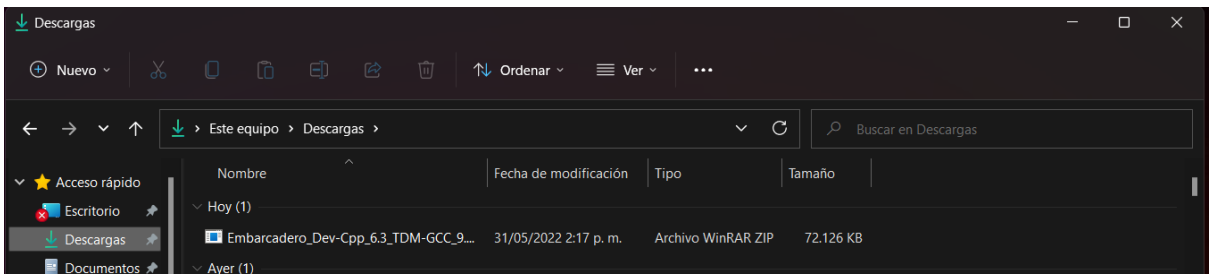 Descargas
Nuevo Ordenar Ver
Este equipo > Descargas > Buscar en Descargas
Nombre Fecha de modificación Tipo Tamaño
Acceso rápido
Hoy (1)
Escritorio
Embarcadero_Dev-Cpp_6.3_TDM-GCC_9.... 31/05/2022 2:17 p. m. Archivo WinRAR ZIP 72.126 KB
Descargas
Documentos
Ayer (1)